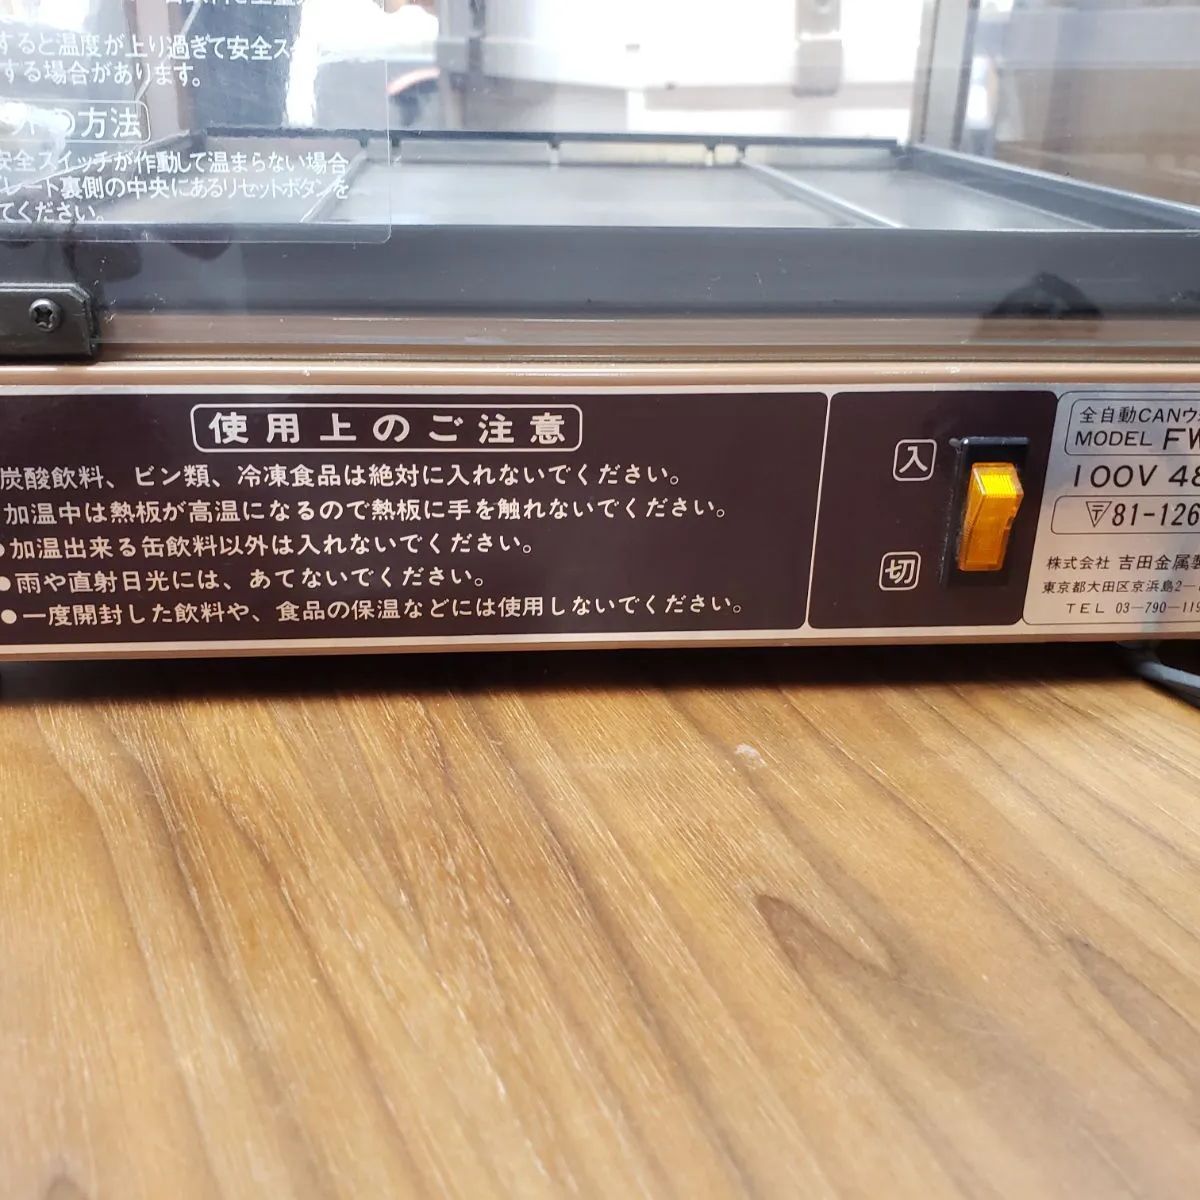 すると温度が上り過ぎて安全ス
する場合があります。
の方法
安全スイッチが作動して温まらない場合
プレート裏側の中央にあるリセットボタンを
てください。
使用上のご注意
炭酸飲料、ビン類、冷凍食品は絶対に入れないでください。
加温中は熱板が高温になるので熱板に手を触れないでください。
●加温出来る缶飲料以外は入れないでください。
●雨や直射日光には、あてないでください。
●一度開封した飲料や、食品の保温などには使用しないでください。
入
切
全自動CANウ
MODEL FW
100V 48
〒81-126
株式会社 吉田金属製
東京都大田区京浜島2-
TEL 03-790-119